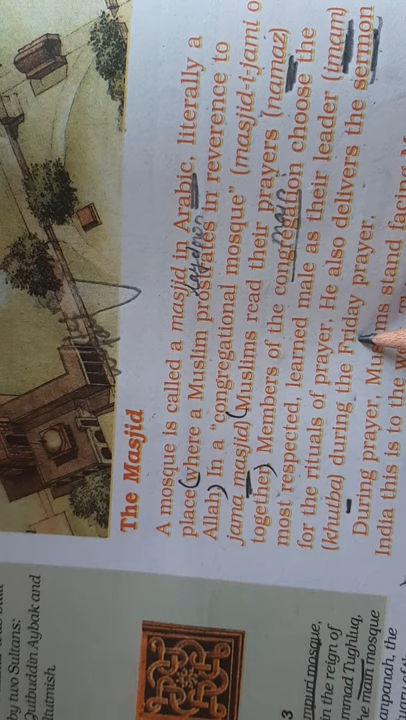 The Masjid
A mosque is called a masjid in Arabic, literally a
place where a Muslim prostrates in reverence to
Allah. In a "congregational mosque" (masjid-i-jami o
jama masjid) Muslims read their prayers (namaz)
together. Members of the congregation choose the
most respected, learned male as their leader (imam)
for the rituals of prayer. He also delivers the sermon
(khutba) during the Friday prayer.
During prayer, stand facing
India this is to the
by two Sultans:
Qutbuddin Aybak and
Iltutmish.
3
mosque,
n the reign of
mmad Tughluq,
he main mosque
anpanah, the